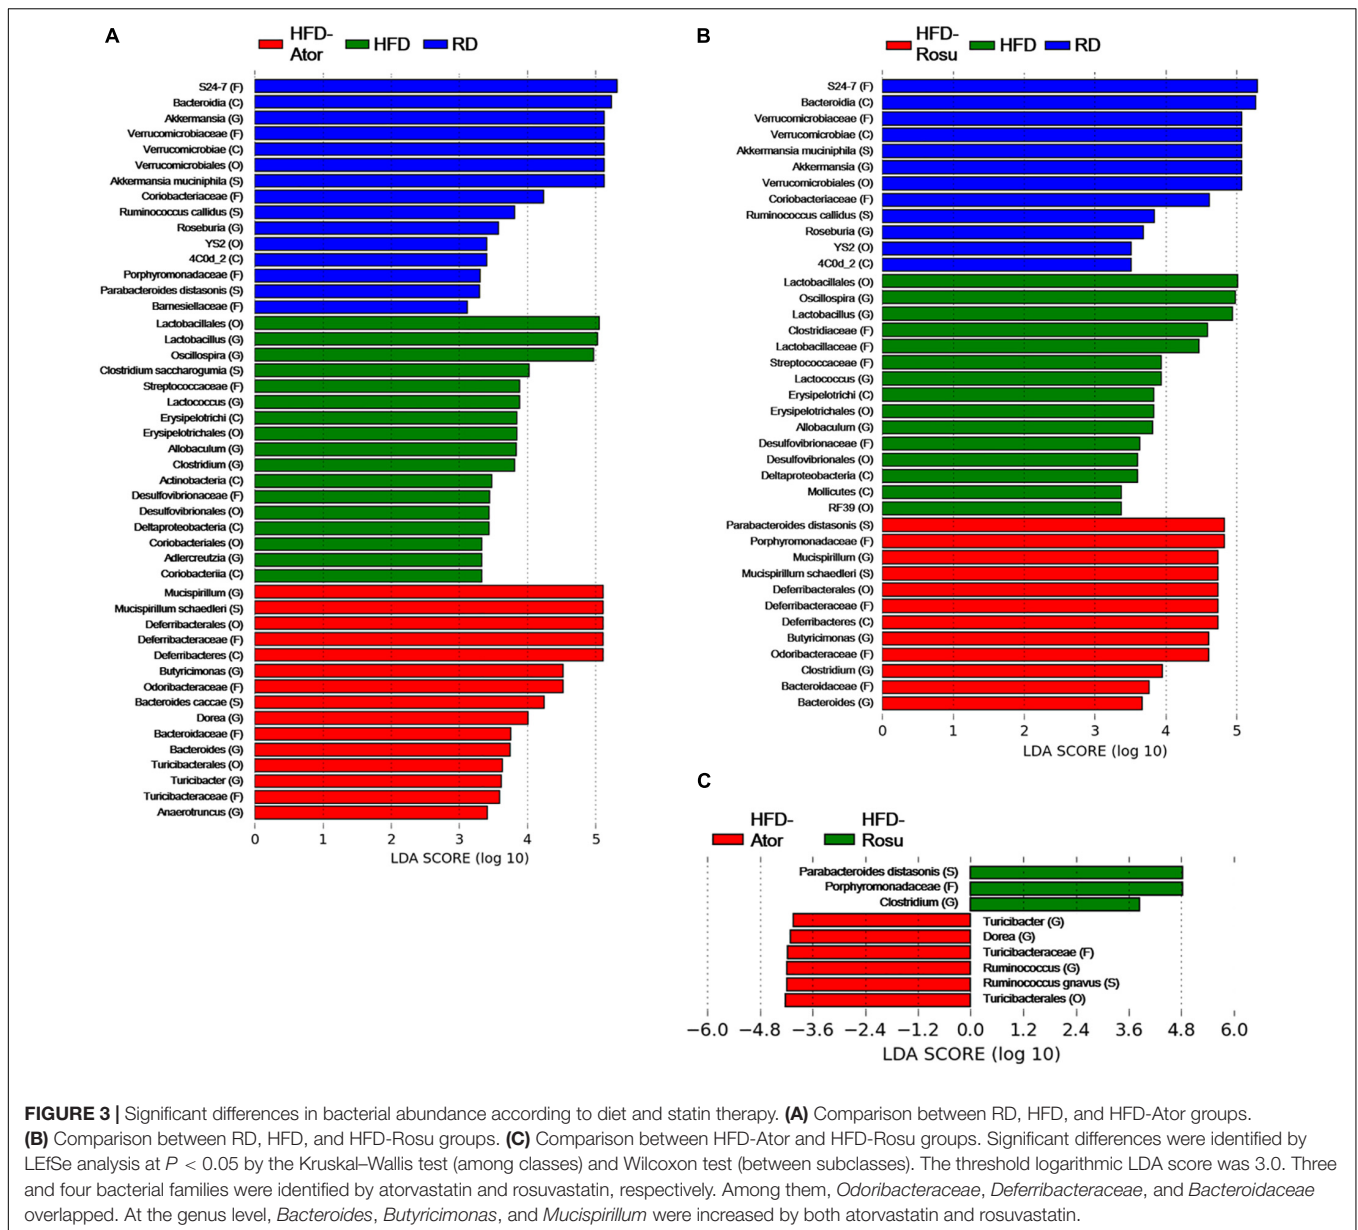 A
HFD-
Ator
HFD
RD
S24-7 (F)
Bacteroidia (C)
Akkermansia (G)
Verrucomicrobiaceae (F)
Verrucomicrobiae (C)
Verrucomicrobiales (O)
Akkermansia muciniphila (S)
Coriobacteriaceae (F)
Ruminococcus callidus (S)
Roseburia (G)
YS2 (O)
4C0d_2 (C)
Porphyromonadaceae (F)
Parabacteroides distasonis (S)
Barnesiellaceae (F)
Lactobacillales (O)
Lactobacillus (G)
Oscillospira (G)
Clostridium saccharogumia (S)
Streptococcaceae (F)
Lactococcus (G)
Erysipelotrichi (C)
Erysipelotrichales (O)
Allobaculum (G)
Clostridium (G)
Actinobacteria (C)
Desulfovibrionaceae (F)
Desulfovibrionales (O)
Deltaproteobacteria (C)
Coriobacteriales (O)
Adlercreutzia (G)
Coriobacteriia (C)
Mucispirillum (G)
Mucispirillum schaedleri (S)
Deferribacterales (O)
Deferribacteraceae (F)
Deferribacteres (C)
Butyricimonas (G)
Odoribacteraceae (F)
Bacteroides caccae (S)
Dorea (G)
Bacteroidaceae (F)
Bacteroides (G)
Turicibacterales (O)
Turicibacter (G)
Turicibacteraceae (F)
Anaerotruncus (G)
0 1 2 3 4 5
LDA SCORE (log 10)
B
HFD-
Rosu
HFD
RD
S24-7 (F)
Bacteroidia (C)
Verrucomicrobiaceae (F)
Verrucomicrobiae (C)
Akkermansia muciniphila (S)
Akkermansia (G)
Verrucomicrobiales (O)
Coriobacteriaceae (F)
Ruminococcus callidus (S)
Roseburia (G)
YS2 (O)
4C0d_2 (C)
Lactobacillales (O)
Oscillospira (G)
Lactobacillus (G)
Clostridiaceae (F)
Lactobacillaceae (F)
Streptococcaceae (F)
Lactococcus (G)
Erysipelotrichi (C)
Erysipelotrichales (O)
Allobaculum (G)
Desulfovibrionaceae (F)
Desulfovibrionales (O)
Deltaproteobacteria (C)
Mollicutes (C)
RF39 (O)
Parabacteroides distasonis (S)
Porphyromonadaceae (F)
Mucispirillum (G)
Mucispirillum schaedleri (S)
Deferribacterales (O)
Deferribacteraceae (F)
Deferribacteres (C)
Butyricimonas (G)
Odoribacteraceae (F)
Clostridium (G)
Bacteroidaceae (F)
Bacteroides (G)
0 1 2 3 4 5
LDA SCORE (log 10)
C
HFD-
Ator
HFD-
Rosu
Parabacteroides distasonis (S)
Porphyromonadaceae (F)
Clostridium (G)
Turicibacter (G)
Dorea (G)
Turicibacteraceae (F)
Ruminococcus (G)
Ruminococcus gnavus (S)
Turicibacterales (O)
−6.0 −4.8 −3.6 −2.4 −1.2 0.0 1.2 2.4 3.6 4.8 6.0
LDA SCORE (log 10)
FIGURE 3 | Significant differences in bacterial abundance according to diet and statin therapy. (A) Comparison between RD, HFD, and HFD-Ator groups.
(B) Comparison between RD, HFD, and HFD-Rosu groups. (C) Comparison between HFD-Ator and HFD-Rosu groups. Significant differences were identified by
LEfSe analysis at P < 0.05 by the Kruskal–Wallis test (among classes) and Wilcoxon test (between subclasses). The threshold logarithmic LDA score was 3.0. Three
and four bacterial families were identified by atorvastatin and rosuvastatin, respectively. Among them, Odoribacteraceae, Deferribacteraceae, and Bacteroidaceae
overlapped. At the genus level, Bacteroides, Butyricimonas, and Mucispirillum were increased by both atorvastatin and rosuvastatin.